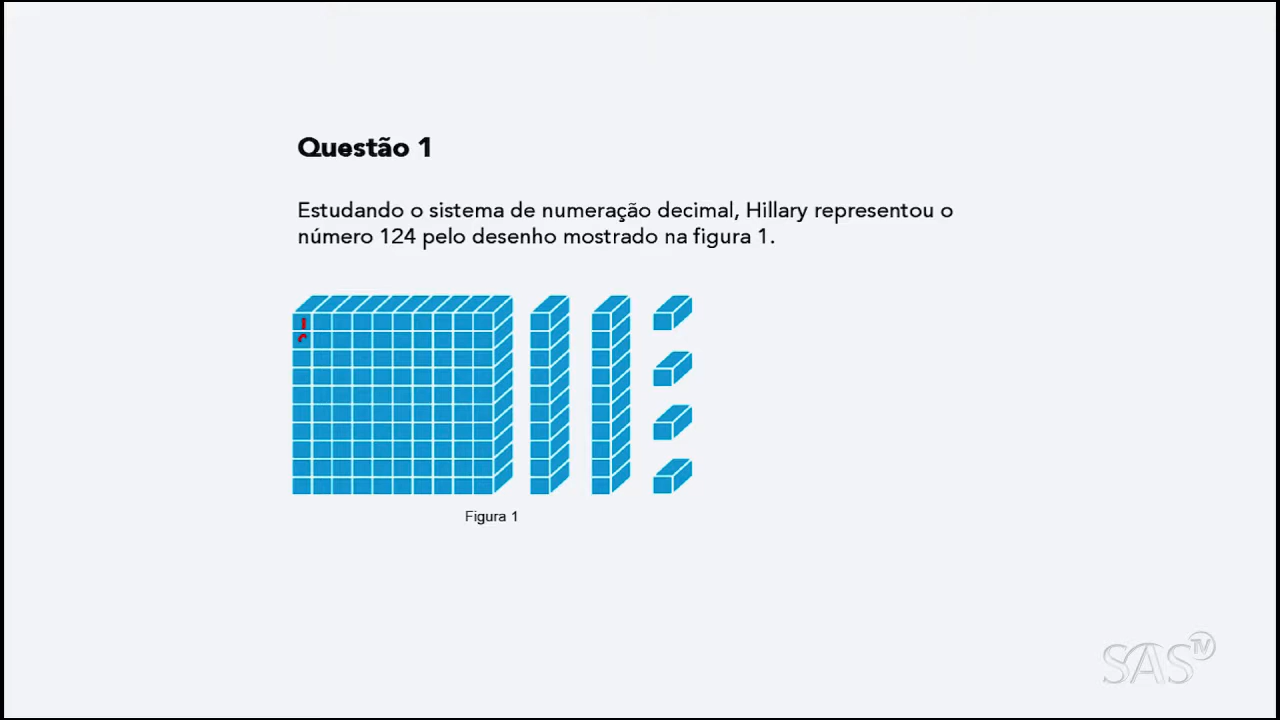 Questão 1
Estudando o sistema de numeração decimal, Hillary representou o
número 124 pelo desenho mostrado na figura 1.
1
Figura 1
SAS TV